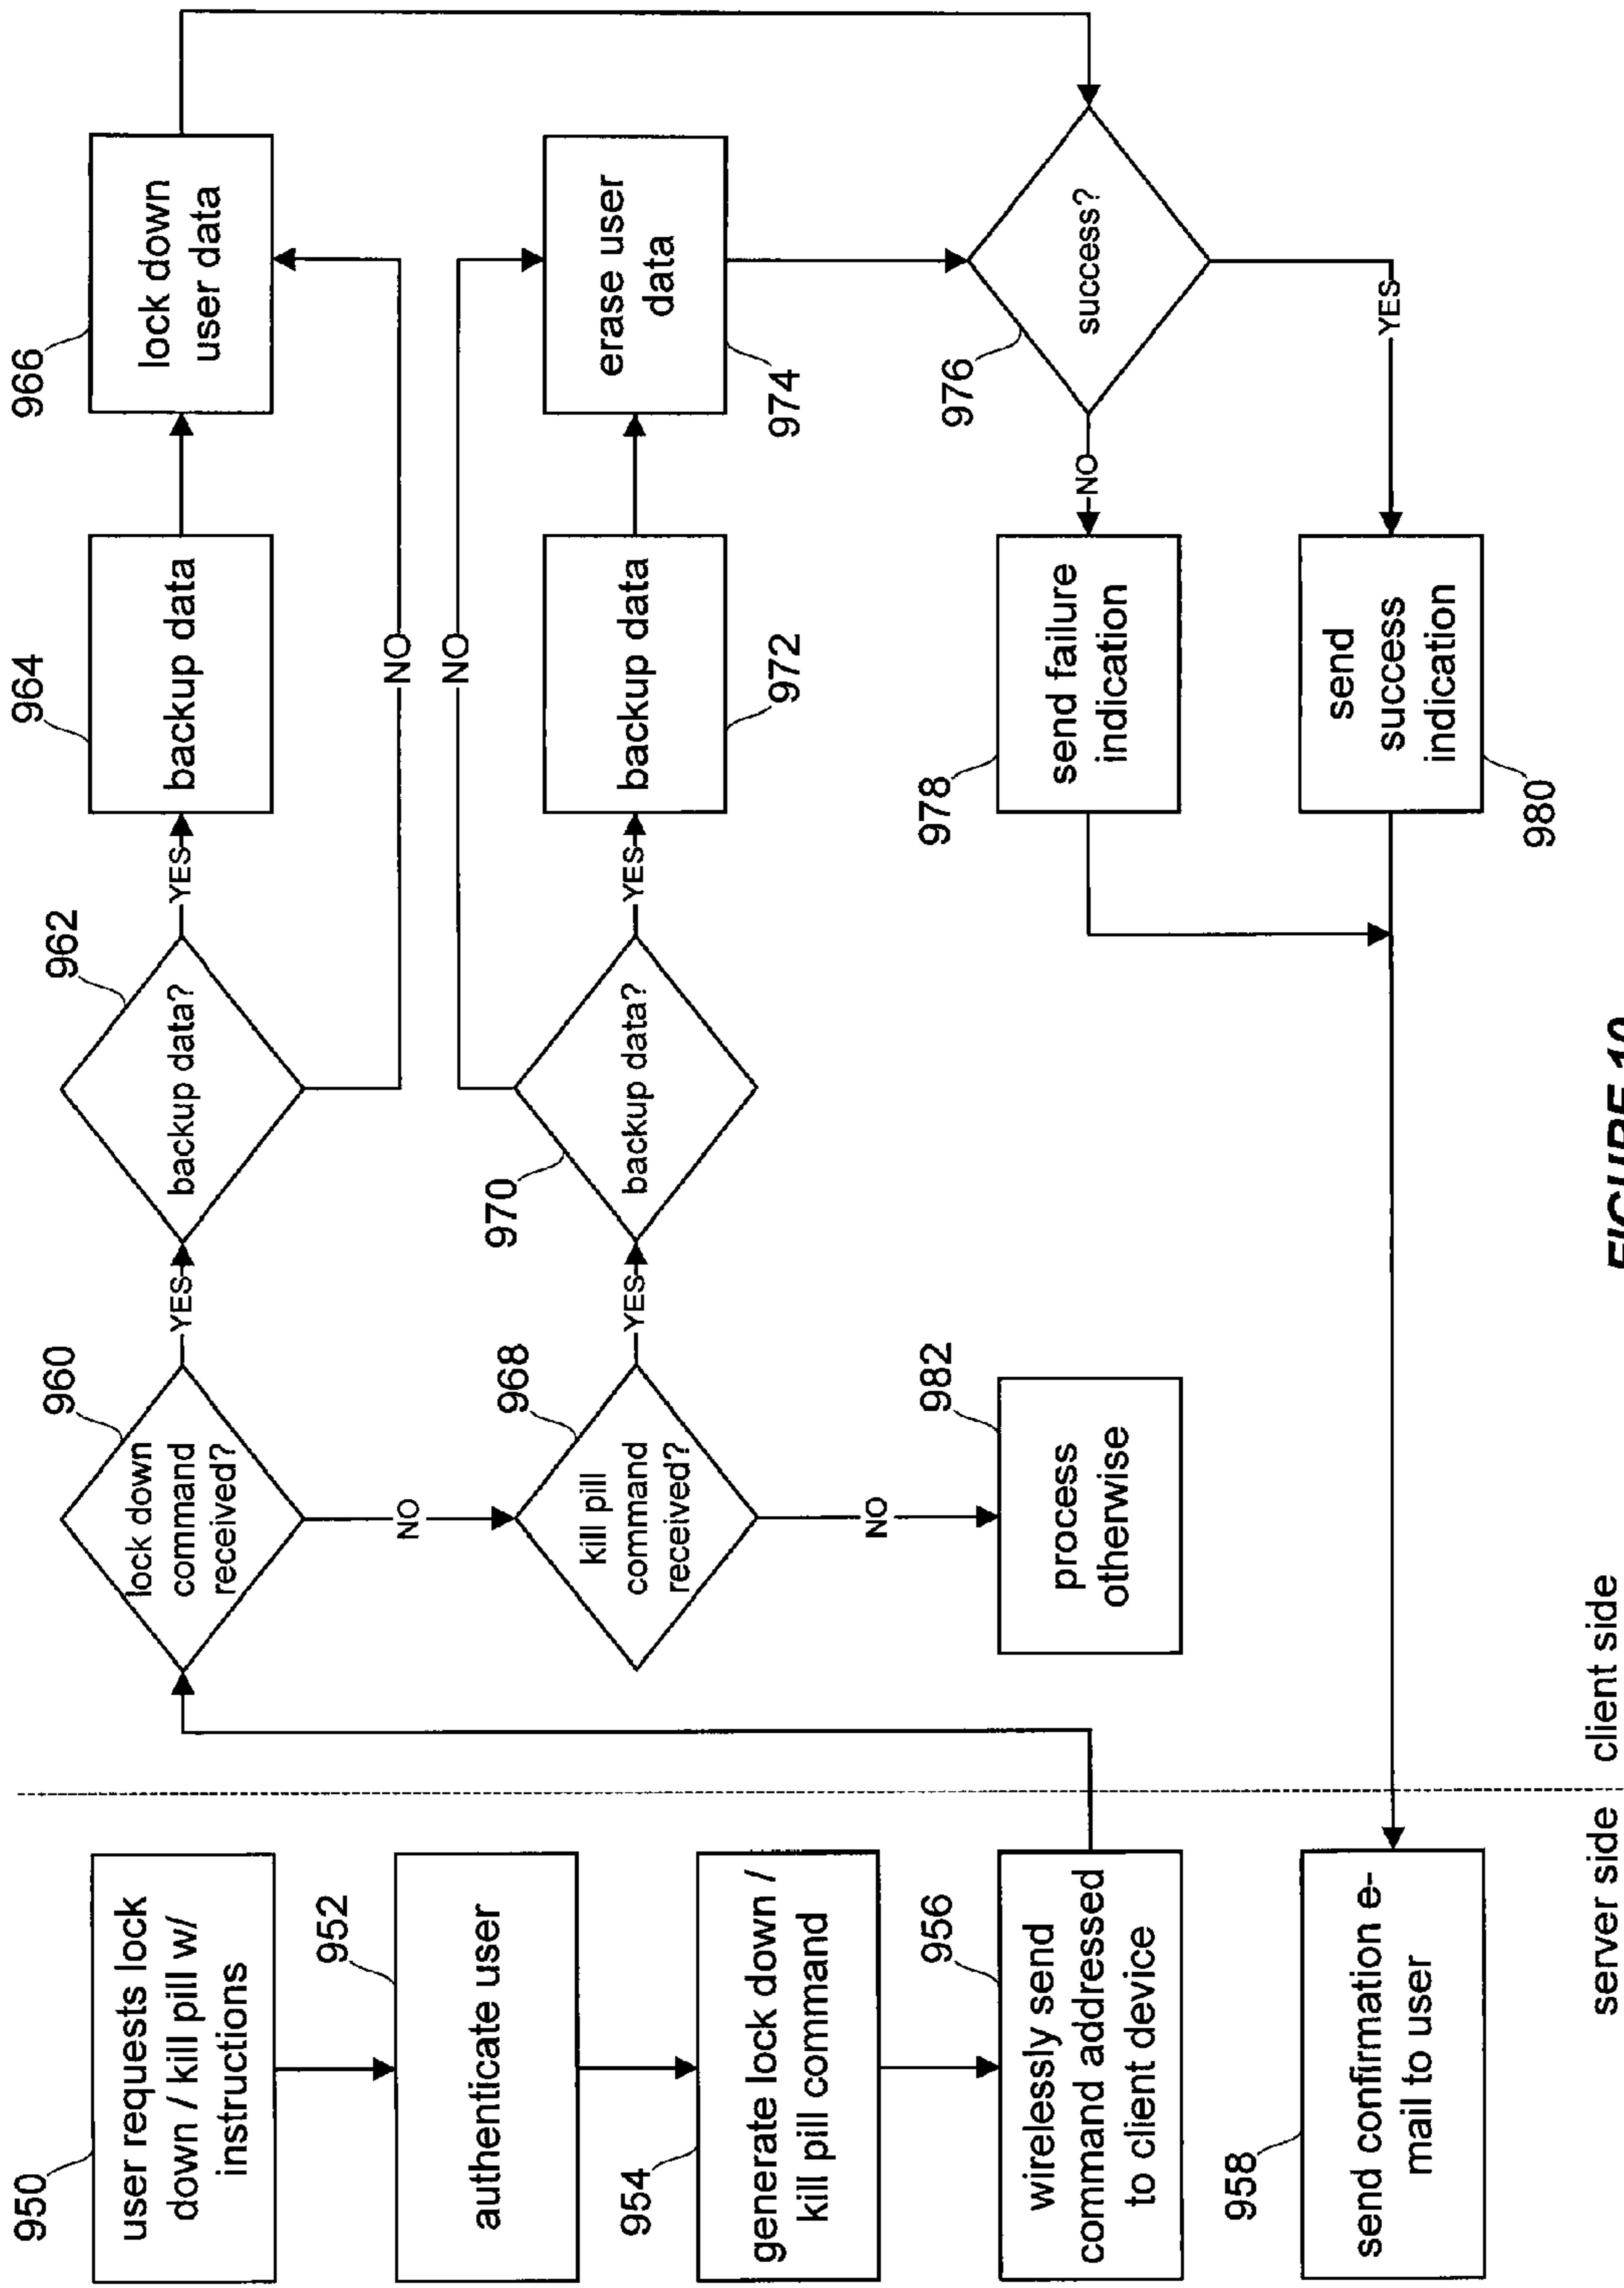 950
user requests lock
down / kill pill w/
instructions
952
authenticate user
954
generate lock down /
kill pill command
956
wirelessly send
command addressed
to client device
958
send confirmation e-
mail to user
server side
client side
960
lock down
command
received?
YES
NO
962
backup data?
YES
NO
964
backup data
966
lock down
user data
968
kill pill
command
received?
YES
NO
970
backup data?
YES
NO
972
backup data
974
erase user
data
982
process
otherwise
976
success?
NO
YES
978
send failure
indication
980
send
success
indication